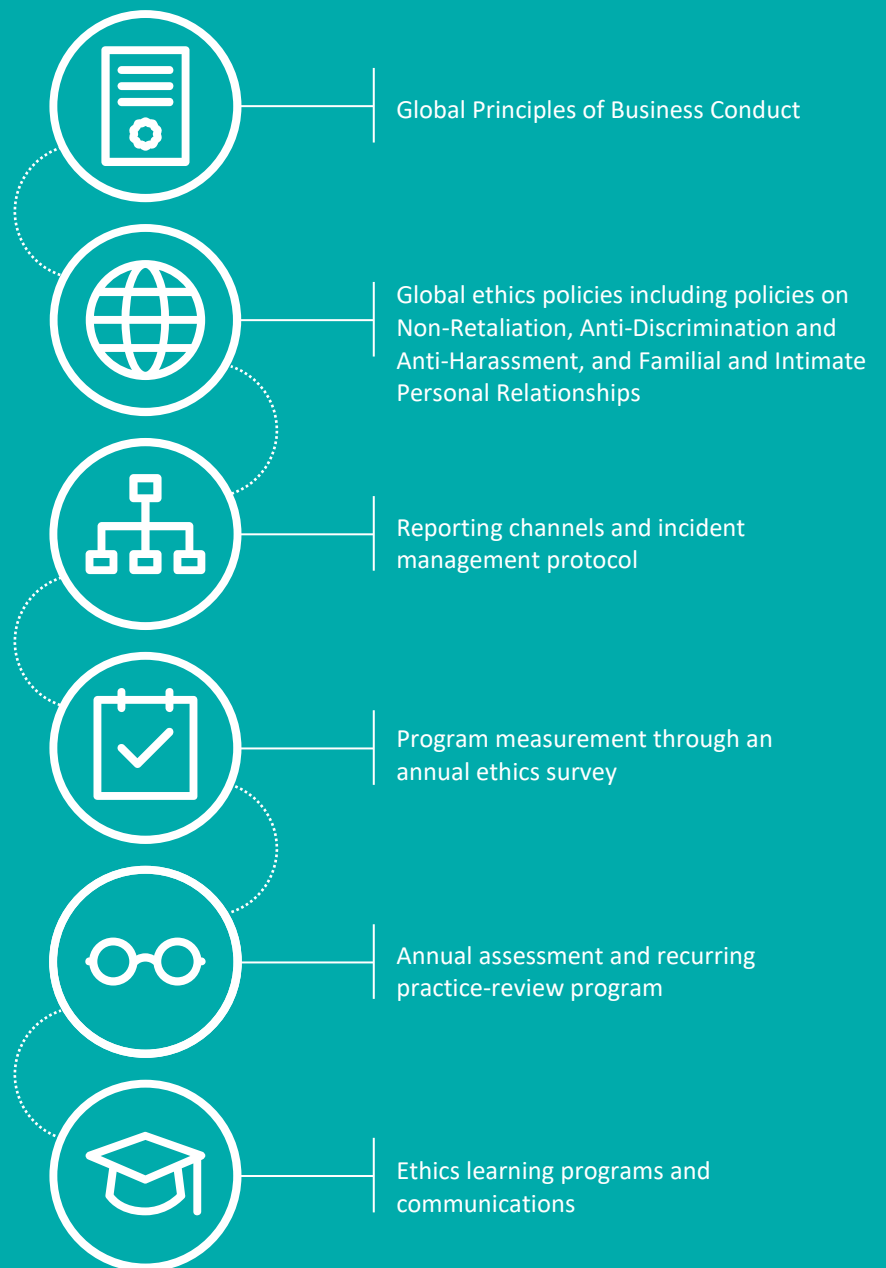 Global Principles of Business Conduct
Global ethics policies including policies on
Non-Retaliation, Anti-Discrimination and
Anti-Harassment, and Familial and Intimate
Personal Relationships
Reporting channels and incident
management protocol
Program measurement through an
annual ethics survey
Annual assessment and recurring
practice-review program
Ethics learning programs and
communications